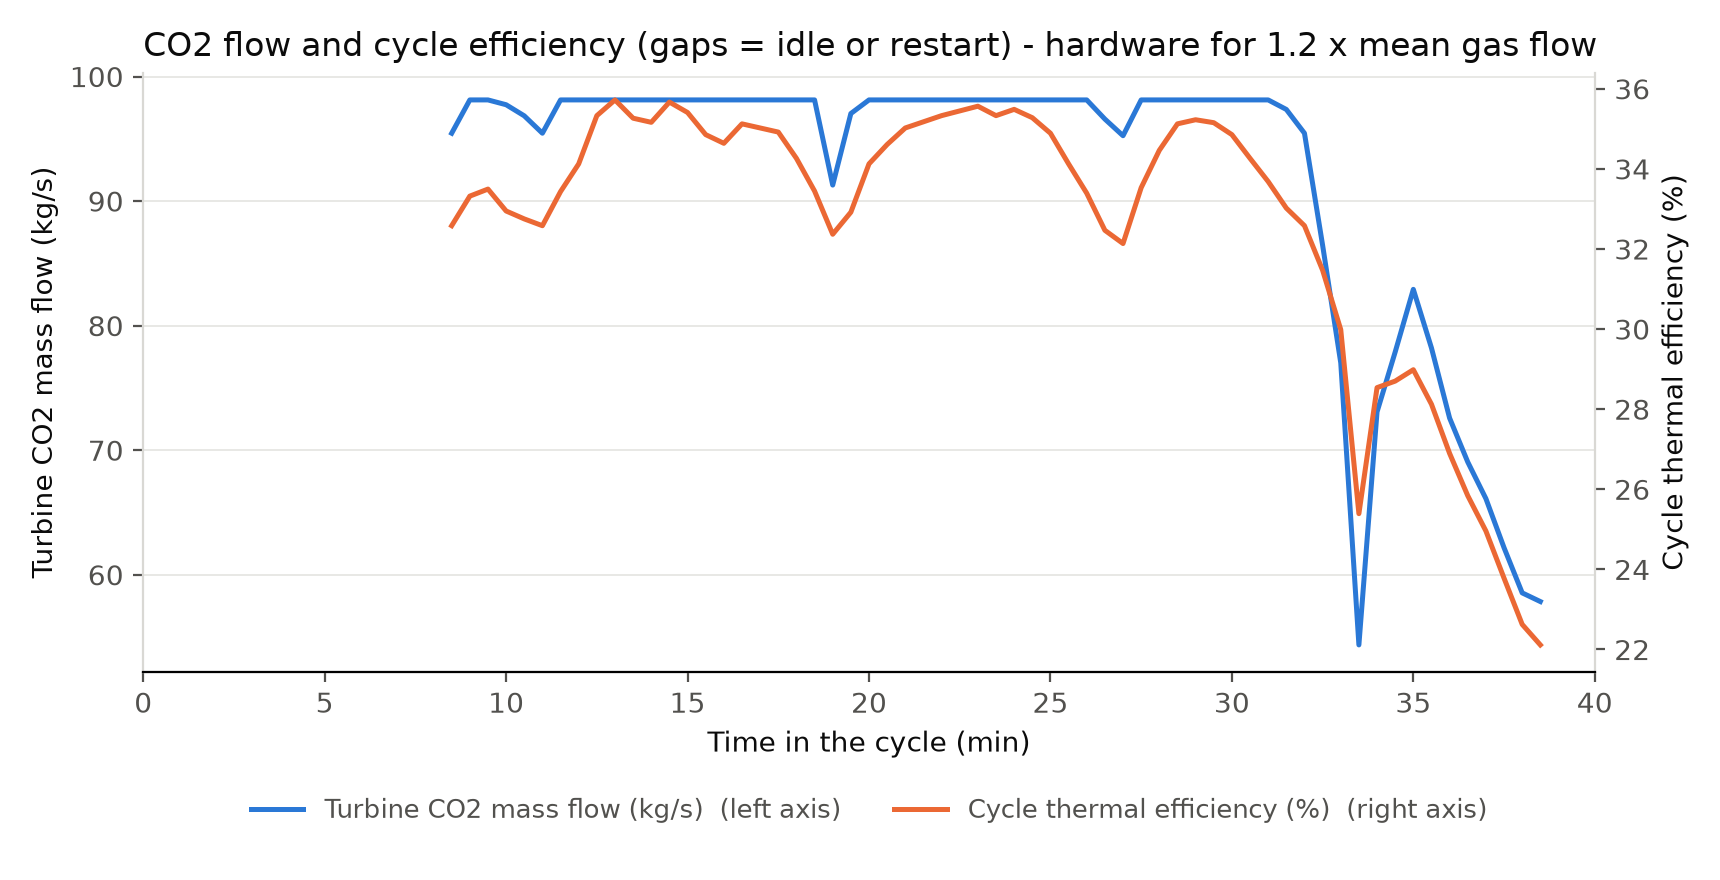 CO2 flow and cycle efficiency (gaps = idle or restart) - hardware for 1.2 x mean gas flow
Turbine CO2 mass flow (kg/s)
100
90
80
70
60
36
34
32
30
28
26
24
22
Cycle thermal efficiency (%)
0 5 10 15 20 25 30 35 40
Time in the cycle (min)
Turbine CO2 mass flow (kg/s) (left axis) Cycle thermal efficiency (%) (right axis)